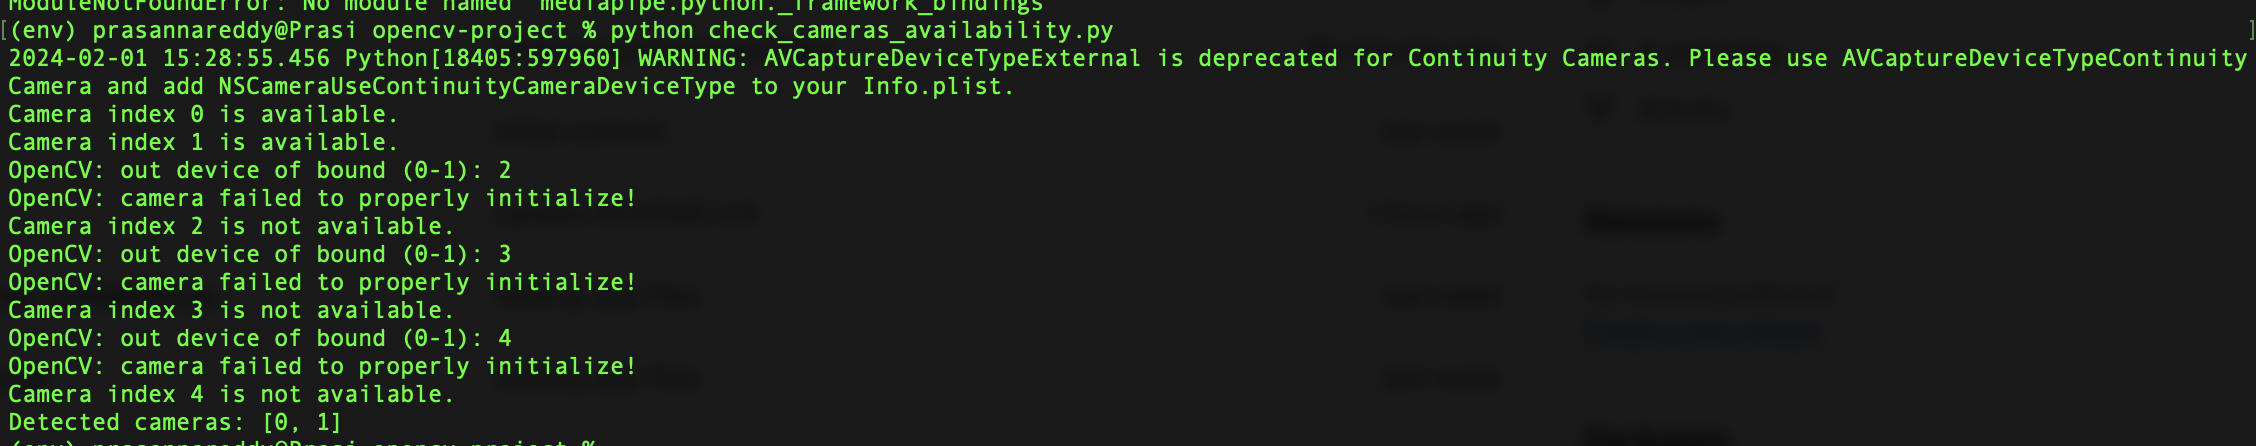 ModuleNotFoundError: No module named 'mediapipe.python._framework_bindings'
[(env) prasannareddy@Prasi opencv-project % python check_cameras_availability.py ]
2024-02-01 15:28:55.456 Python[18405:597960] WARNING: AVCaptureDeviceTypeExternal is deprecated for Continuity Cameras. Please use AVCaptureDeviceTypeContinuity
Camera and add NSCameraUseContinuityCameraDeviceType to your Info.plist.
Camera index 0 is available.
Camera index 1 is available.
OpenCV: out device of bound (0-1): 2
OpenCV: camera failed to properly initialize!
Camera index 2 is not available.
OpenCV: out device of bound (0-1): 3
OpenCV: camera failed to properly initialize!
Camera index 3 is not available.
OpenCV: out device of bound (0-1): 4
OpenCV: camera failed to properly initialize!
Camera index 4 is not available.
Detected cameras: [0, 1]
(env) prasannareddy@Prasi opencv-project %